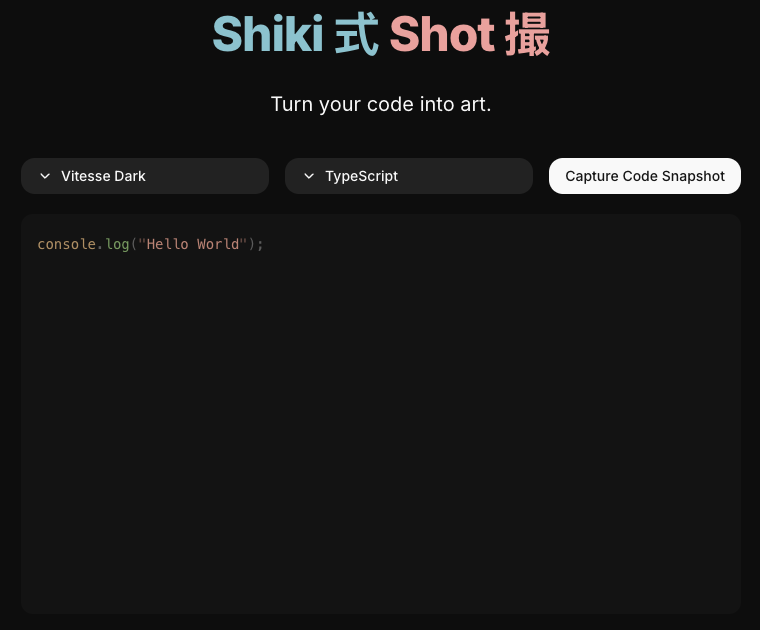 Shiki 式 Shot 撮
Turn your code into art.
Vitesse Dark
TypeScript
Capture Code Snapshot
console.log("Hello World");